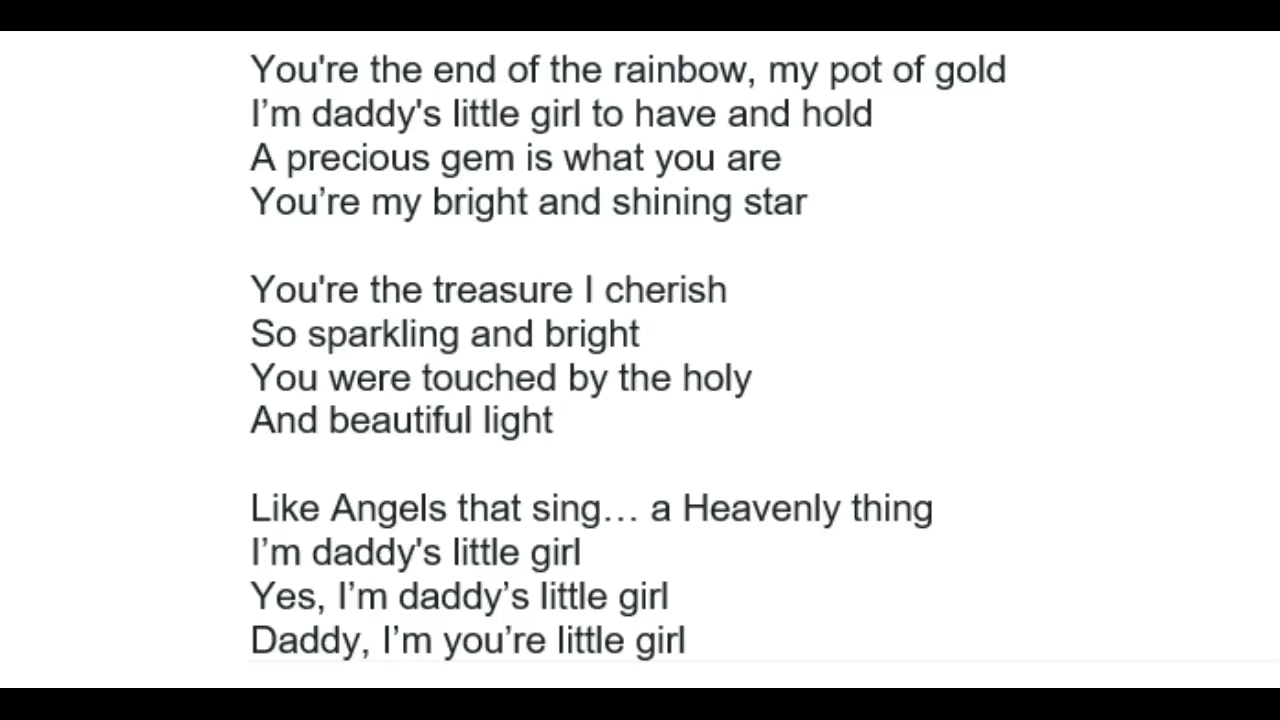 You're the end of the rainbow, my pot of gold
I’m daddy's little girl to have and hold
A precious gem is what you are
You’re my bright and shining star

You're the treasure I cherish
So sparkling and bright
You were touched by the holy
And beautiful light

Like Angels that sing… a Heavenly thing
I’m daddy's little girl
Yes, I’m daddy’s little girl
Daddy, I’m you’re little girl